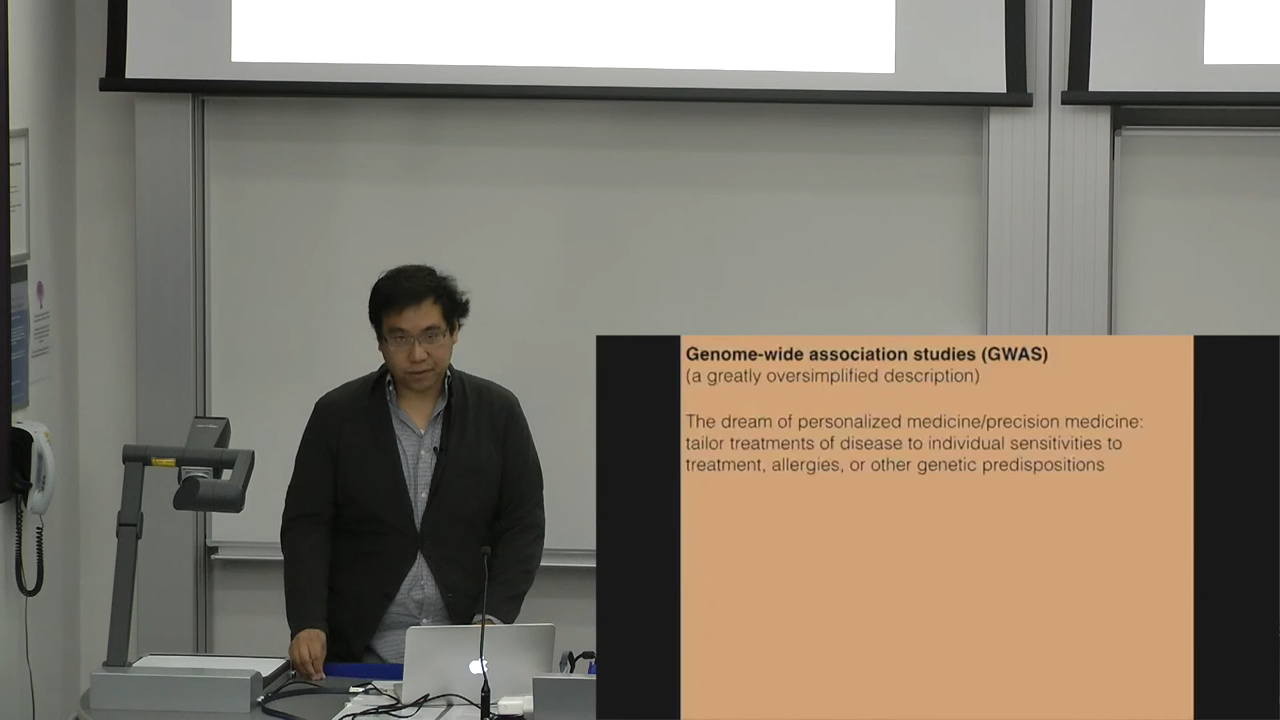 Genome-wide association studies (GWAS)
(a greatly oversimplified description)
The dream of personalized medicine/precision medicine:
tailor treatments of disease to individual sensitivities to
treatment, allergies, or other genetic predispositions